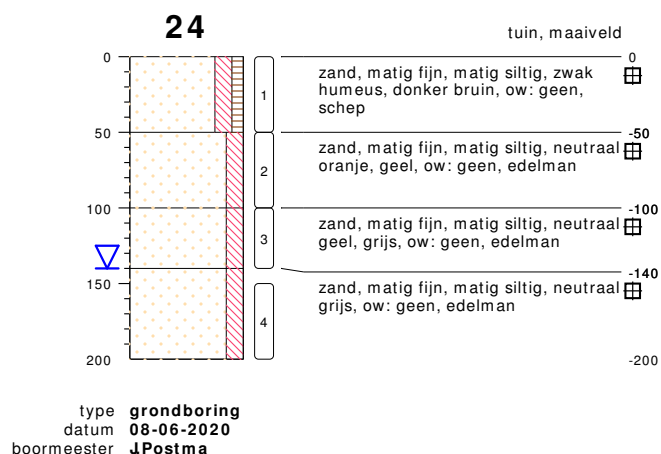 24
tuin, maaiveld
0
0
zand, matig fijn, matig siltig, zwak
humeus, donker bruin, ow: geen,
schep
1
50
-50
zand, matig fijn, matig siltig, neutraal
oranje, geel, ow: geen, edelman
2
100
-100
zand, matig fijn, matig siltig, neutraal
geel, grijs, ow: geen, edelman
3
-140
150
zand, matig fijn, matig siltig, neutraal
grijs, ow: geen, edelman
4
200
-200
type grondboring
datum 08-06-2020
boormeester J.Postma